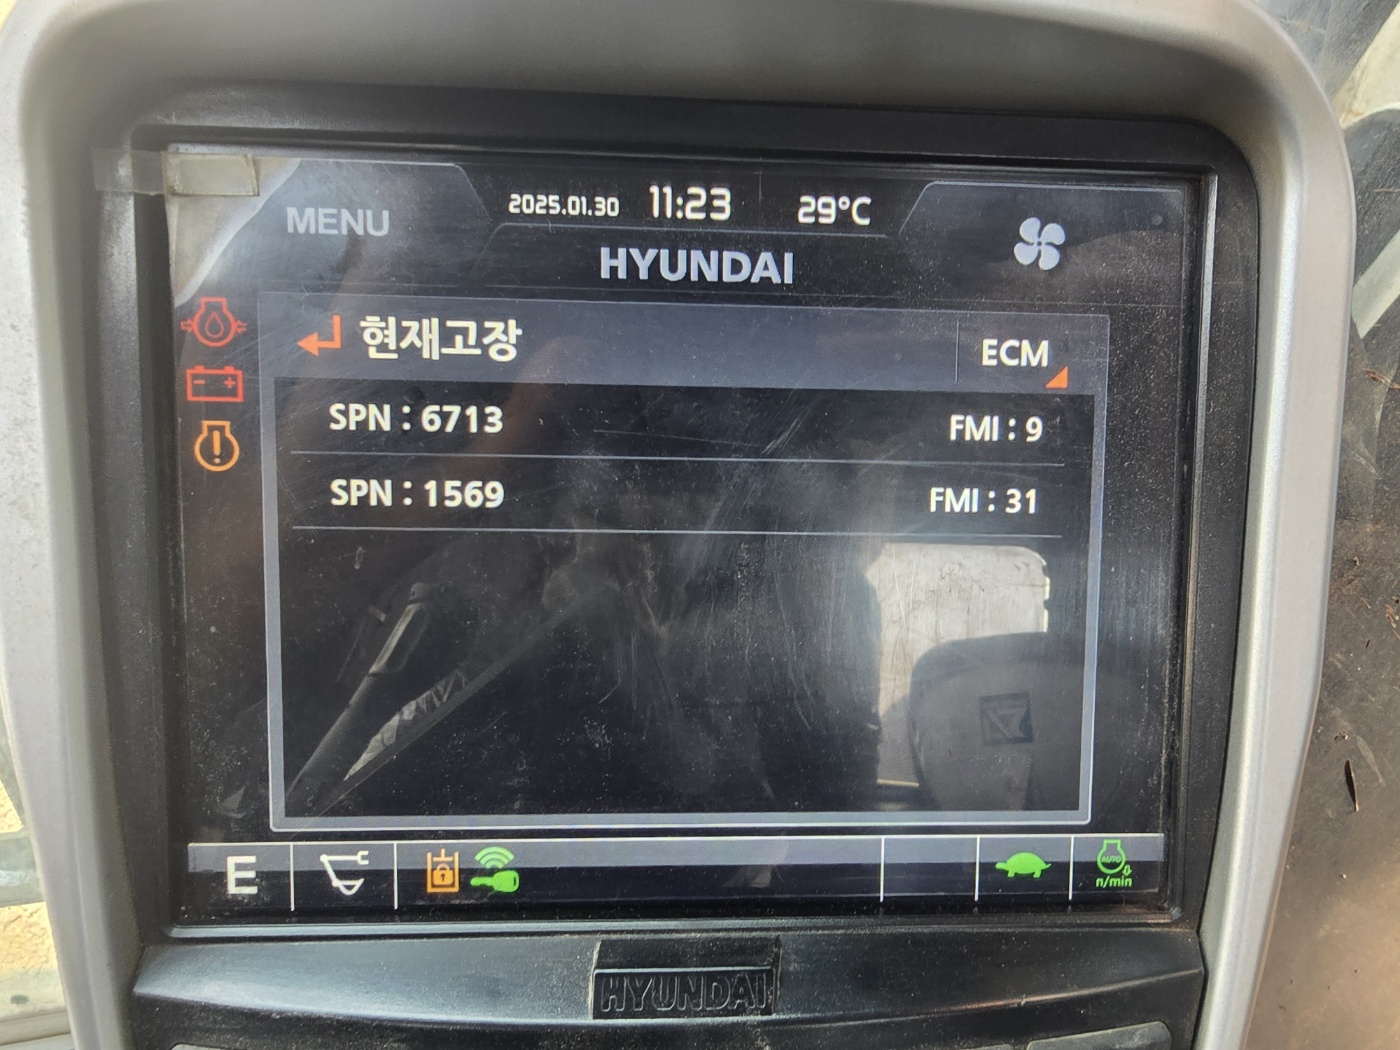 MENU
2025.01.30 11:23 29°C
HYUNDAI
현재고장
ECM
SPN : 6713 FMI : 9
SPN : 1569 FMI : 31
E
AUTO
n/min
HYUNDAI